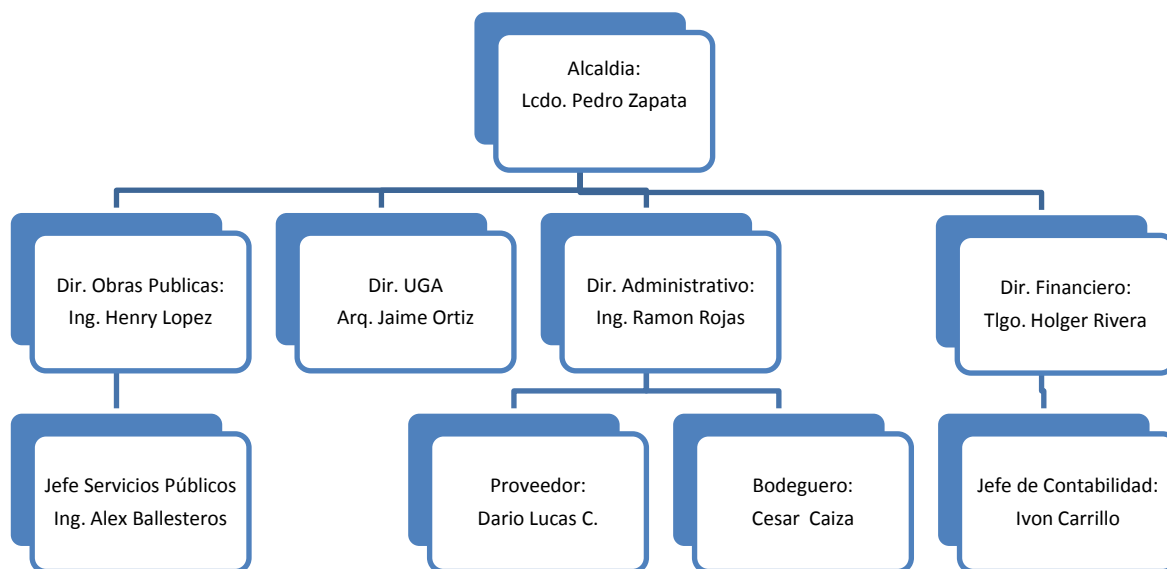 Alcaldia:
Lcdo. Pedro Zapata
Dir. Obras Publicas:
Ing. Henry Lopez
Dir. UGA
Arq. Jaime Ortiz
Dir. Administrativo:
Ing. Ramon Rojas
Dir. Financiero:
Tlgo. Holger Rivera
Jefe Servicios Públicos
Ing. Alex Ballesteros
Proveedor:
Dario Lucas C.
Bodeguero:
Cesar Caiza
Jefe de Contabilidad:
Ivon Carrillo